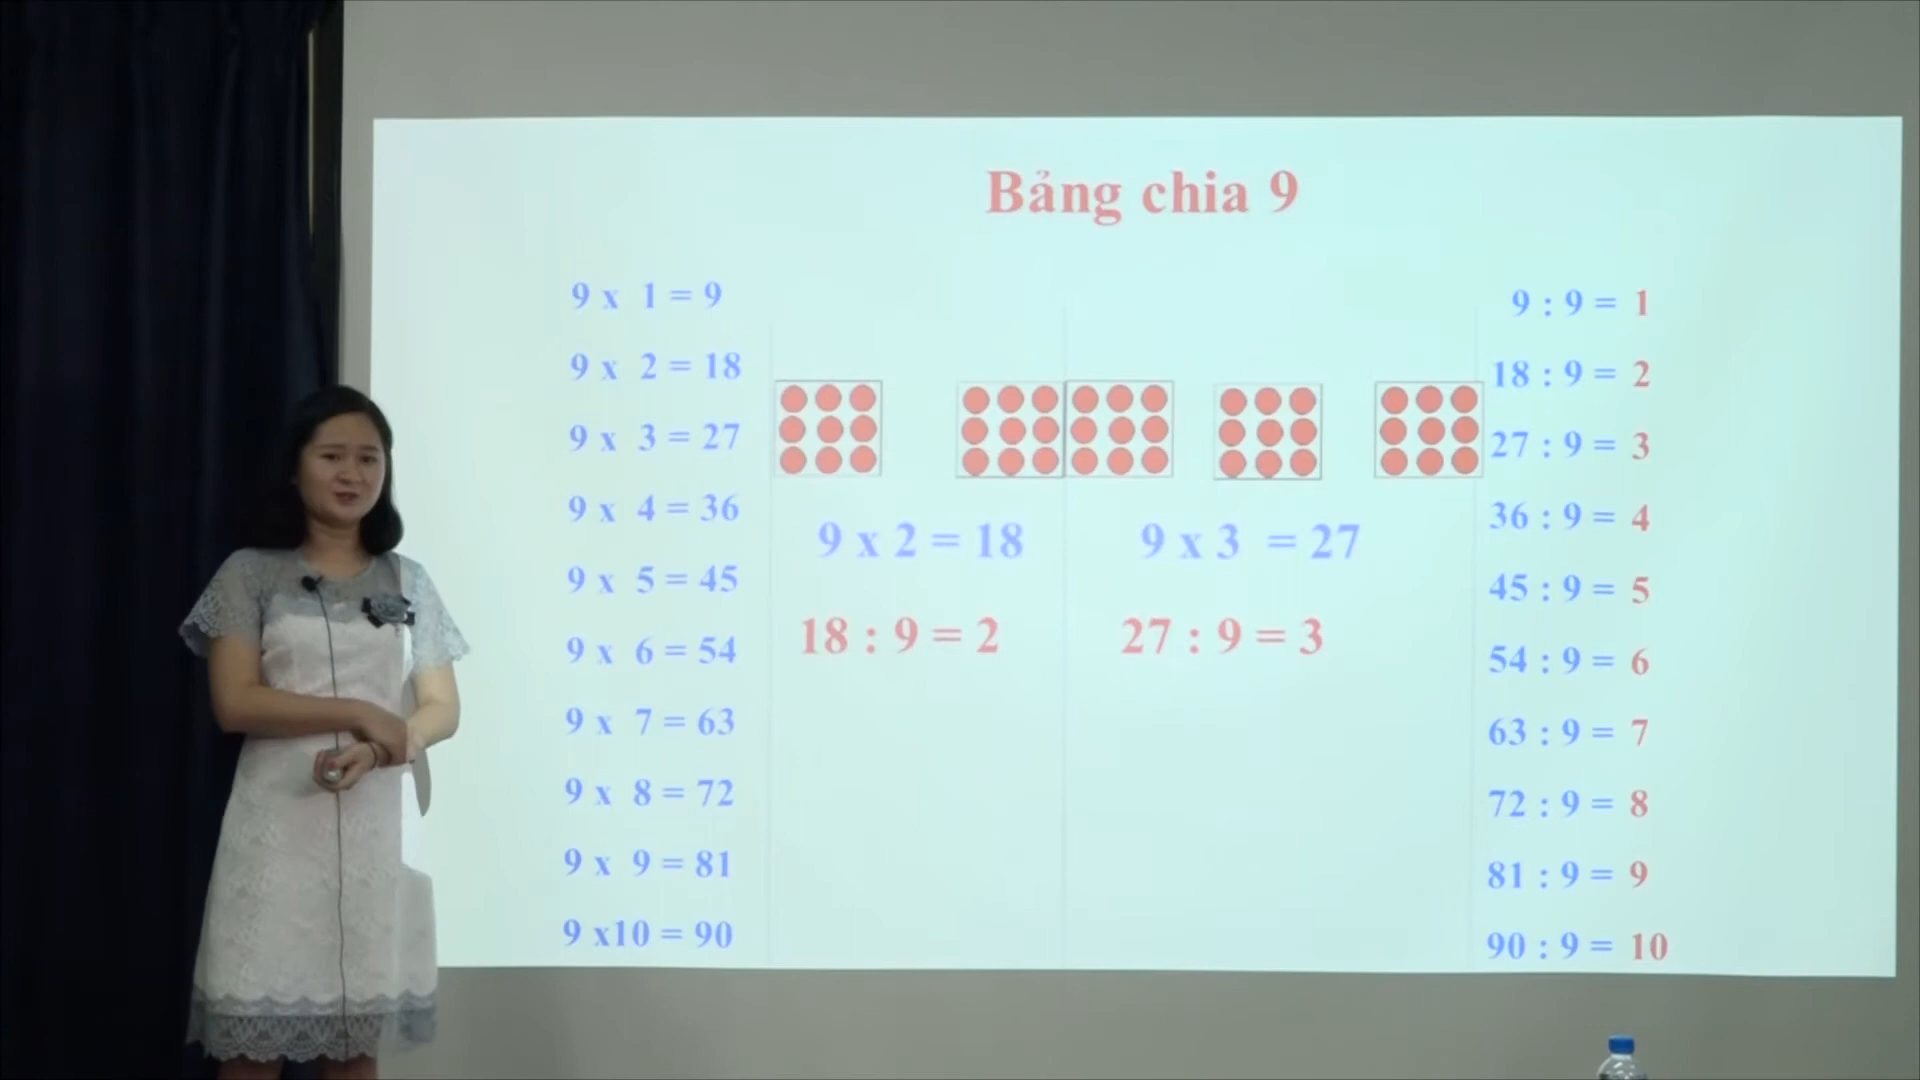 Bảng chia 9
9 x 1 = 9
9 x 2 = 18
9 x 3 = 27
9 x 4 = 36
9 x 5 = 45
9 x 6 = 54
9 x 7 = 63
9 x 8 = 72
9 x 9 = 81
9 x10 = 90
9 x 2 = 18
18 : 9 = 2
9 x 3 = 27
27 : 9 = 3
9 : 9 = 1
18 : 9 = 2
27 : 9 = 3
36 : 9 = 4
45 : 9 = 5
54 : 9 = 6
63 : 9 = 7
72 : 9 = 8
81 : 9 = 9
90 : 9 = 10